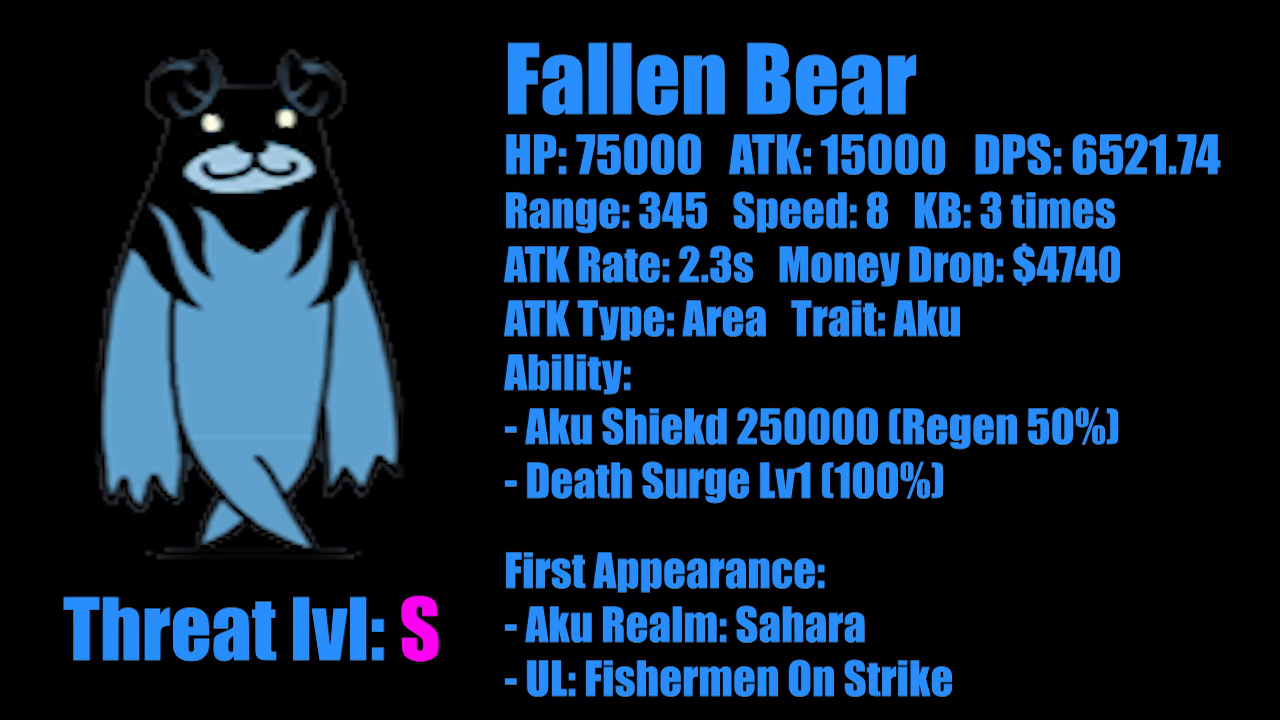 Fallen Bear
HP: 75000 ATK: 15000 DPS: 6521.74
Range: 345 Speed: 8 KB: 3 times
ATK Rate: 2.3s Money Drop: $4740
ATK Type: Area Trait: Aku
Ability:
- Aku Shiekd 250000 (Regen 50%)
- Death Surge Lv1 (100%)
First Appearance:
- Aku Realm: Sahara
- UL: Fishermen On Strike
Threat lvl: S